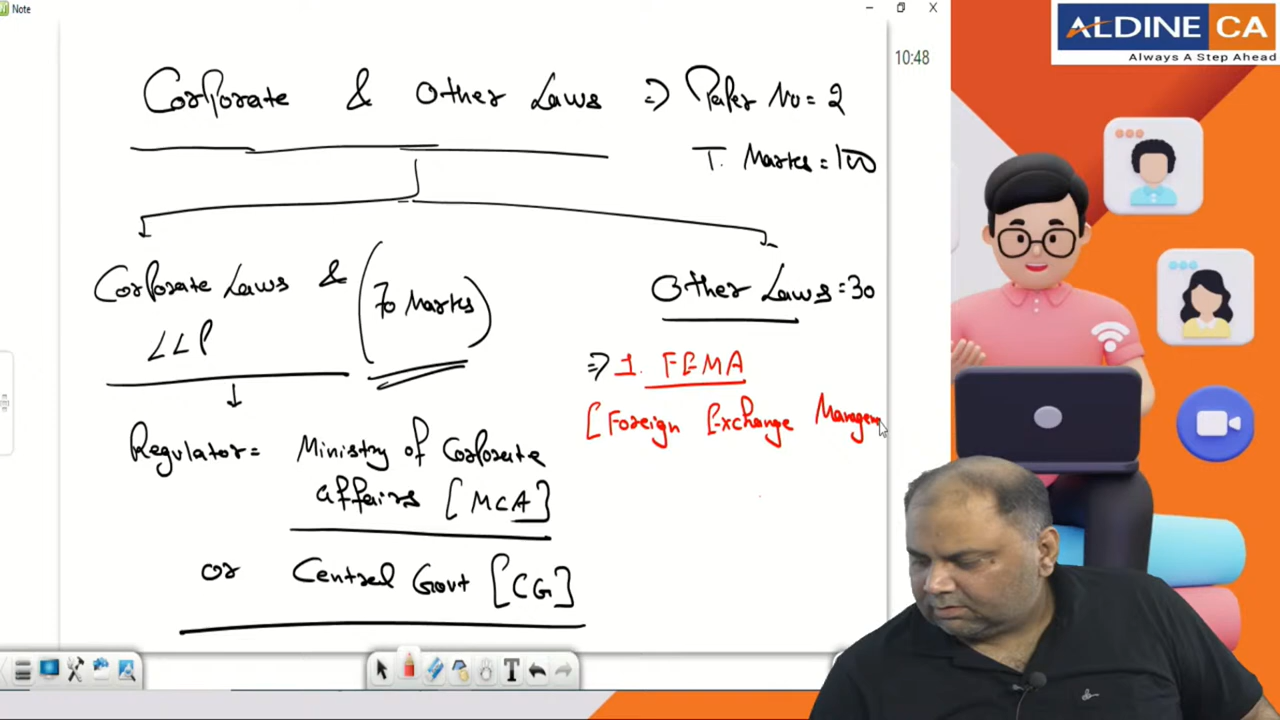 Note
ALDINE CA
Always A Step Ahead
10:48
Corporate & Other Laws => Paper No = 2
T. Marks = 100
Corporate Laws & LLP (70 Marks)
Other Laws = 30
=> 1. FEMA
[Foreign Exchange Managem
Regulator = Ministry of Corporate
affairs [MCA]
or Central Govt [CG]
T